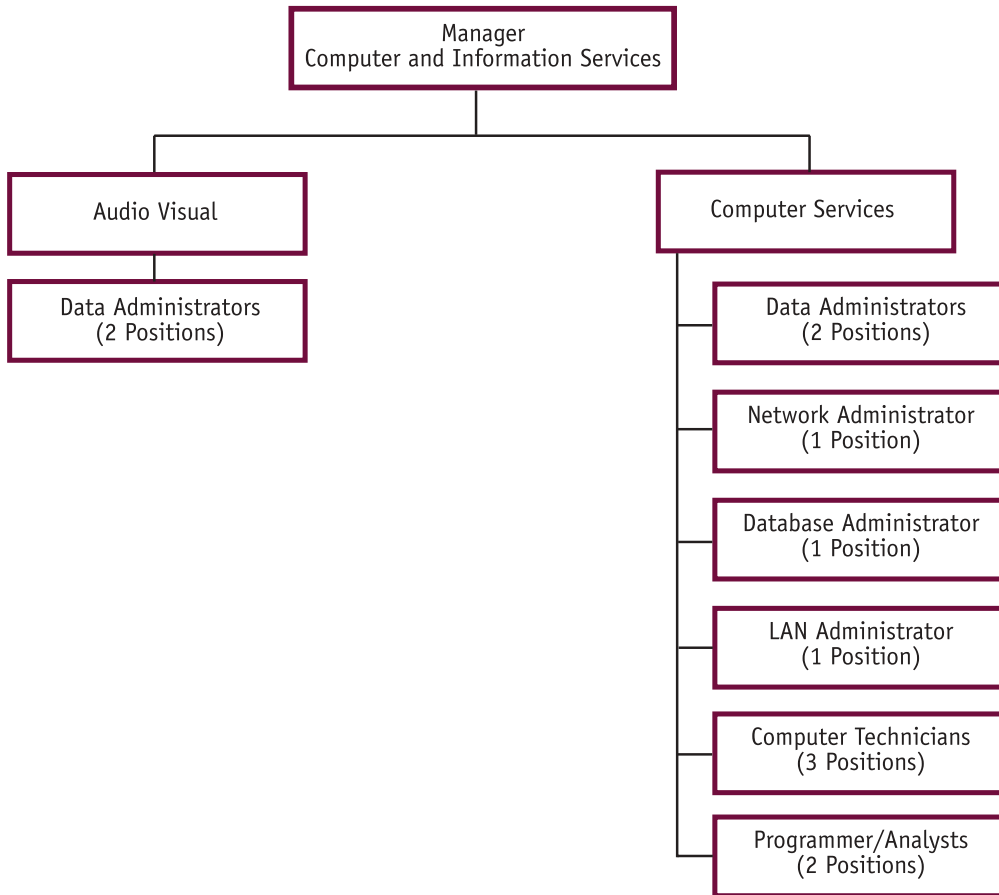 Manager
Computer and Information Services
Audio Visual
Data Administrators
(2 Positions)
Computer Services
Data Administrators
(2 Positions)
Network Administrator
(1 Position)
Database Administrator
(1 Position)
LAN Administrator
(1 Position)
Computer Technicians
(3 Positions)
Programmer/Analysts
(2 Positions)